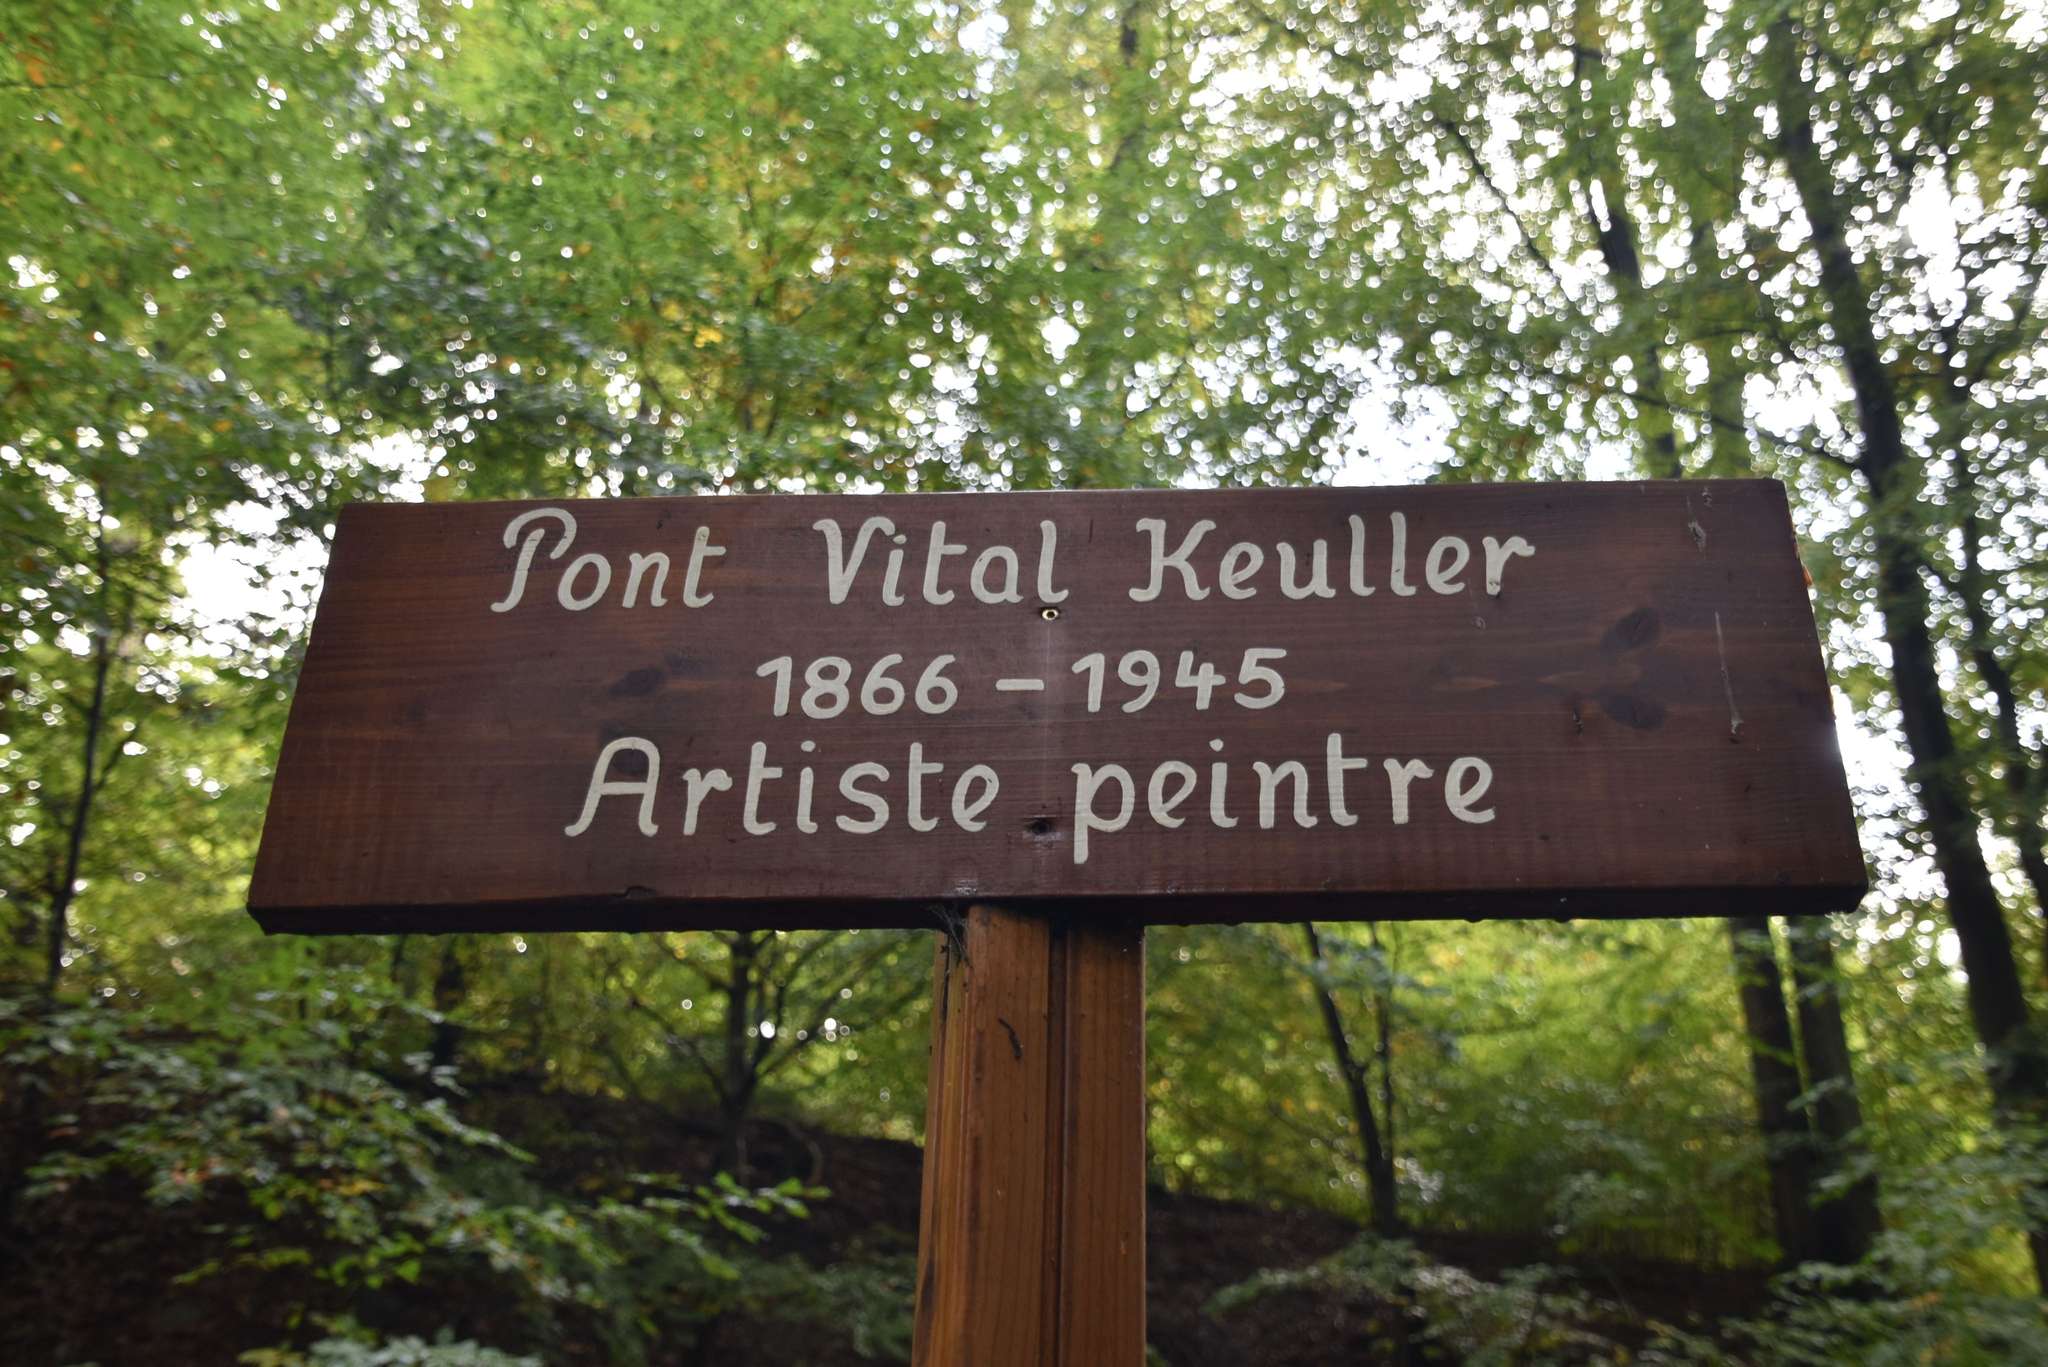 Pont Vital Keuller
1866 – 1945
Artiste peintre